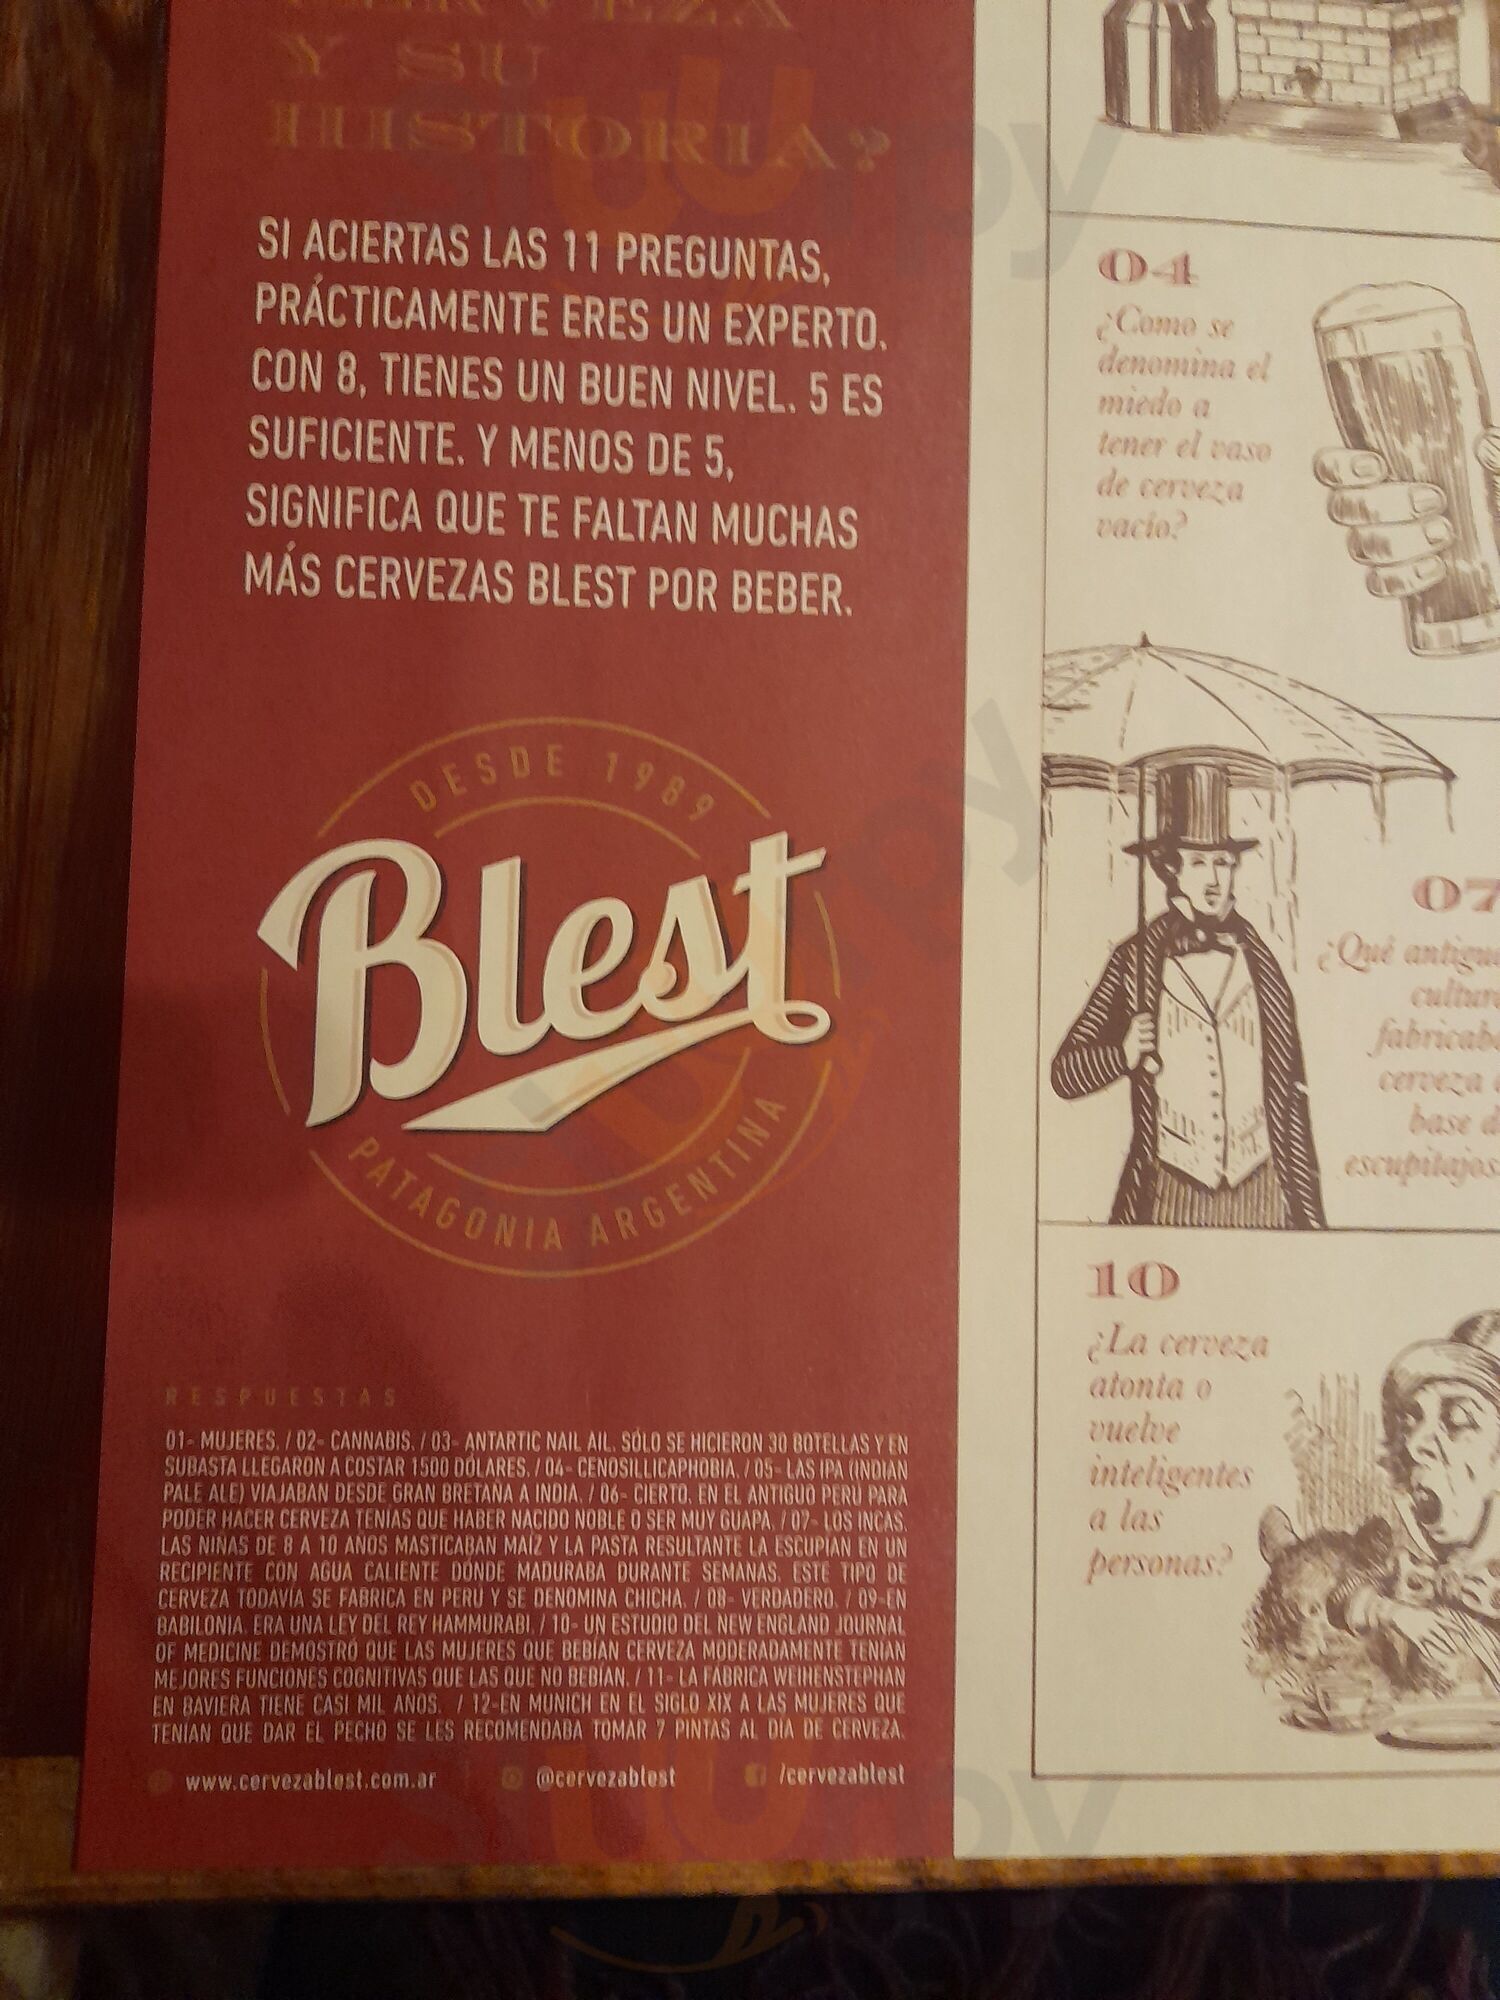 CERVEZA
Y SU
HISTORIA?
SI ACIERTAS LAS 11 PREGUNTAS,
PRÁCTICAMENTE ERES UN EXPERTO.
CON 8, TIENES UN BUEN NIVEL. 5 ES
SUFICIENTE. Y MENOS DE 5,
SIGNIFICA QUE TE FALTAN MUCHAS
MÁS CERVEZAS BLEST POR BEBER.
DESDE 1989
Blest
PATAGONIA ARGENTINA
RESPUESTAS
01- MUJERES. / 02- CANNABIS. / 03- ANTARTIC NAIL AIL. SÓLO SE HICIERON 30 BOTELLAS Y EN
SUBASTA LLEGARON A COSTAR 1500 DÓLARES. / 04- CENOSILLICAPHOBIA. / 05- LAS IPA (INDIAN
PALE ALE) VIAJABAN DESDE GRAN BRETAÑA A INDIA. / 06- CIERTO. EN EL ANTIGUO PERÚ PARA
PODER HACER CERVEZA TENÍAS QUE HABER NACIDO NOBLE O SER MUY GUAPA. / 07- LOS INCAS.
LAS NIÑAS DE 8 A 10 AÑOS MASTICABAN MAÍZ Y LA PASTA RESULTANTE LA ESCUPÍAN EN UN
RECIPIENTE CON AGUA CALIENTE DÓNDE MADURABA DURANTE SEMANAS. ESTE TIPO DE
CERVEZA TODAVÍA SE FABRICA EN PERÚ Y SE DENOMINA CHICHA. / 08- VERDADERO. / 09-EN
BABILONIA. ERA UNA LEY DEL REY HAMMURABI. / 10- UN ESTUDIO DEL NEW ENGLAND JOURNAL
OF MEDICINE DEMOSTRÓ QUE LAS MUJERES QUE BEBÍAN CERVEZA MODERADAMENTE TENÍAN
MEJORES FUNCIONES COGNITIVAS QUE LAS QUE NO BEBÍAN. / 11- LA FÁBRICA WEIHENSTEPHAN
EN BAVIERA TIENE CASI MIL AÑOS. / 12-EN MUNICH EN EL SIGLO XIX A LAS MUJERES QUE
TENÍAN QUE DAR EL PECHO SE LES RECOMENDABA TOMAR 7 PINTAS AL DÍA DE CERVEZA.
www.cervezablest.com.ar @cervezablest /cervezablest
04
¿Como se
denomina el
miedo a
tener el vaso
de cerveza
vacío?
07
¿Qué antigu
cultur
fabricab
cerveza
base d
escupitajos
10
¿La cerveza
atonta o
vuelve
inteligentes
a las
personas?